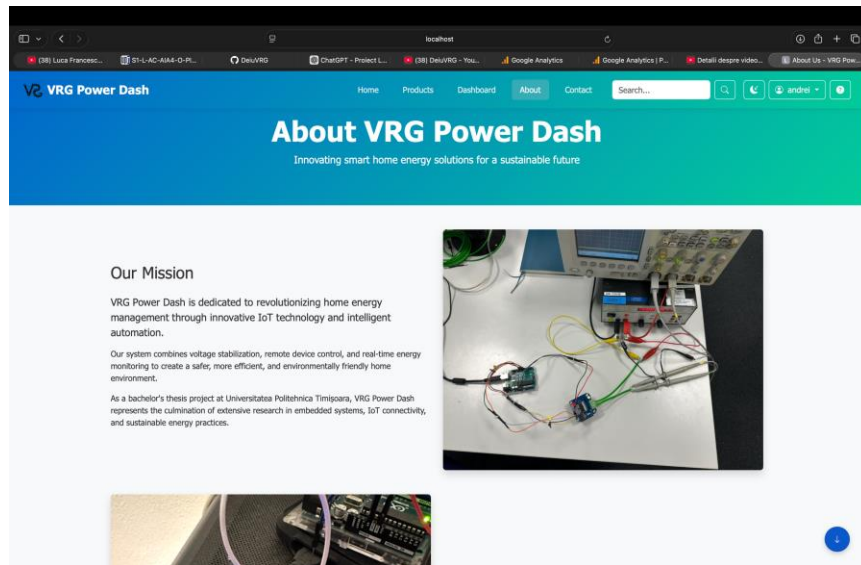 localhost
(38) Luca Francesc...
S1-L-AC-AIA4-O-PI...
DeiuVRG
ChatGPT - Proiect L...
(38) DeiuVRG - You...
Google Analytics
Google Analytics | P...
Detalii despre video...
About Us - VRG Pow...
VRG Power Dash
Home
Products
Dashboard
About
Contact
Search...
andrei
About VRG Power Dash
Innovating smart home energy solutions for a sustainable future
Our Mission
VRG Power Dash is dedicated to revolutionizing home energy
management through innovative IoT technology and intelligent
automation.
Our system combines voltage stabilization, remote device control, and real-time energy
monitoring to create a safer, more efficient, and environmentally friendly home
environment.
As a bachelor's thesis project at Universitatea Politehnica Timișoara, VRG Power Dash
represents the culmination of extensive research in embedded systems, IoT connectivity,
and sustainable energy practices.